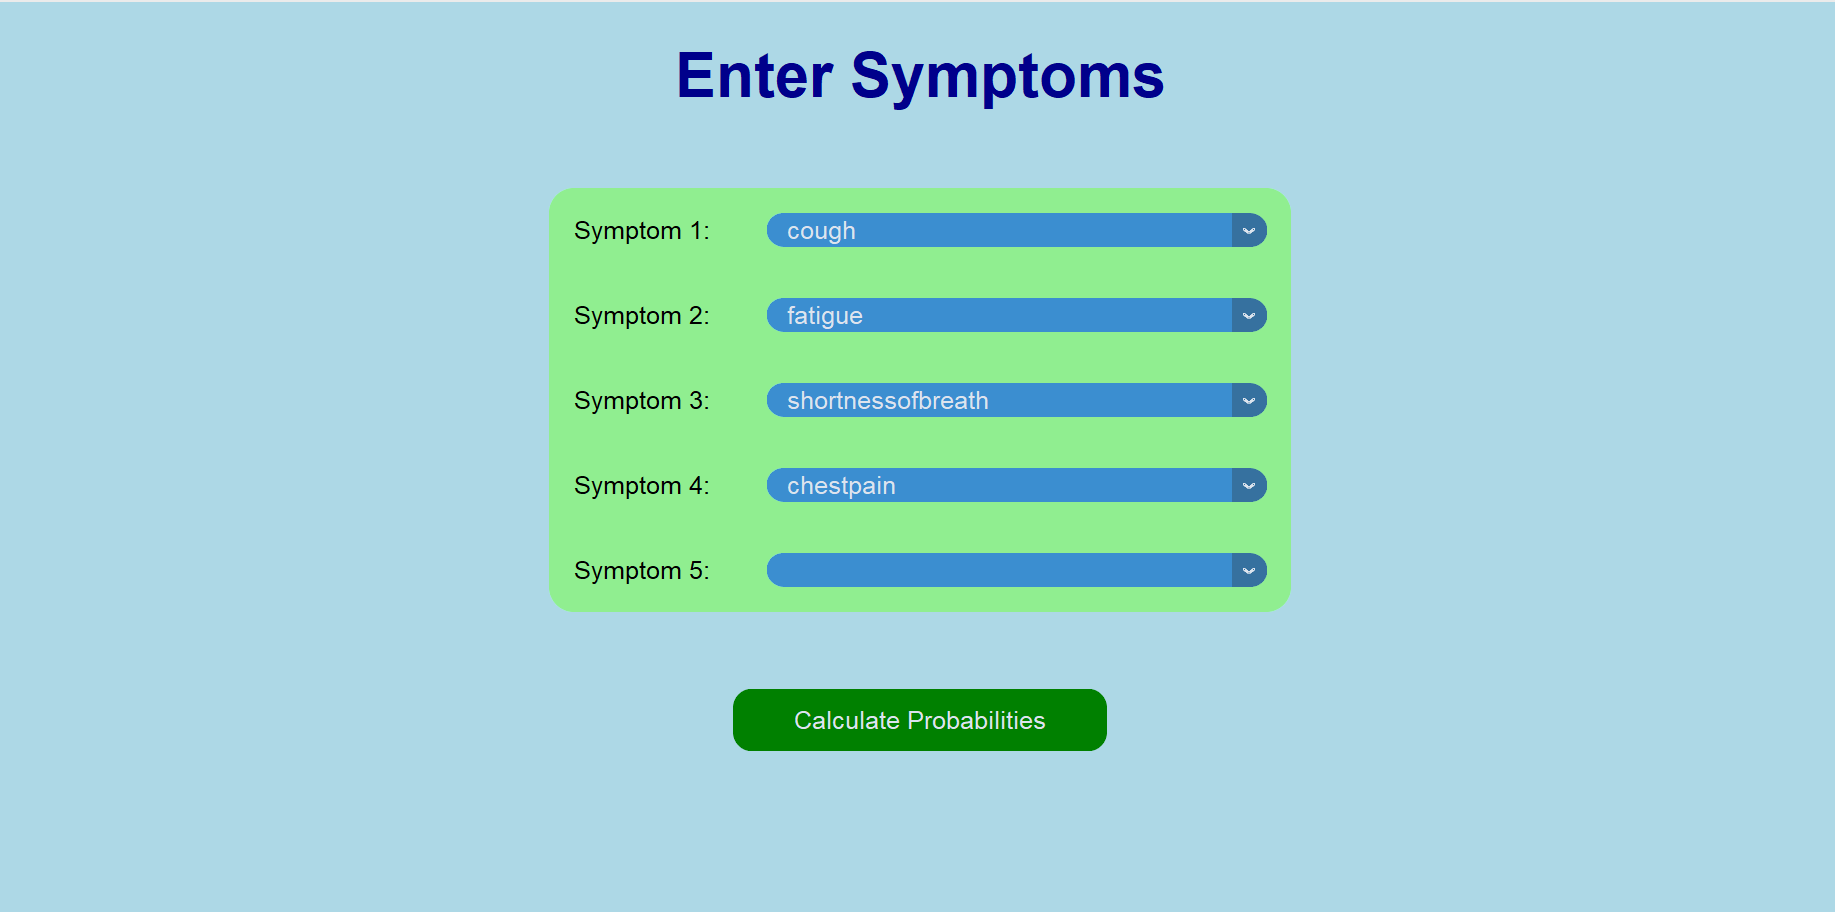 Enter Symptoms
Symptom 1: cough
Symptom 2: fatigue
Symptom 3: shortnessofbreath
Symptom 4: chestpain
Symptom 5:
Calculate Probabilities